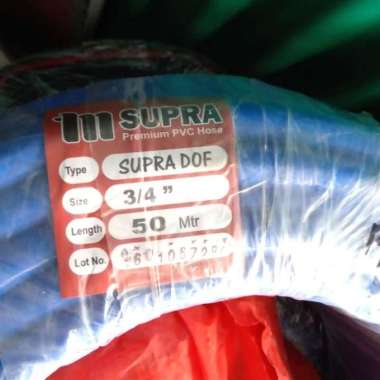 SUPRA
Premium PVC Hose
Type SUPRA DOF
Size 3/4"
Length 50 Mtr
Lot No.